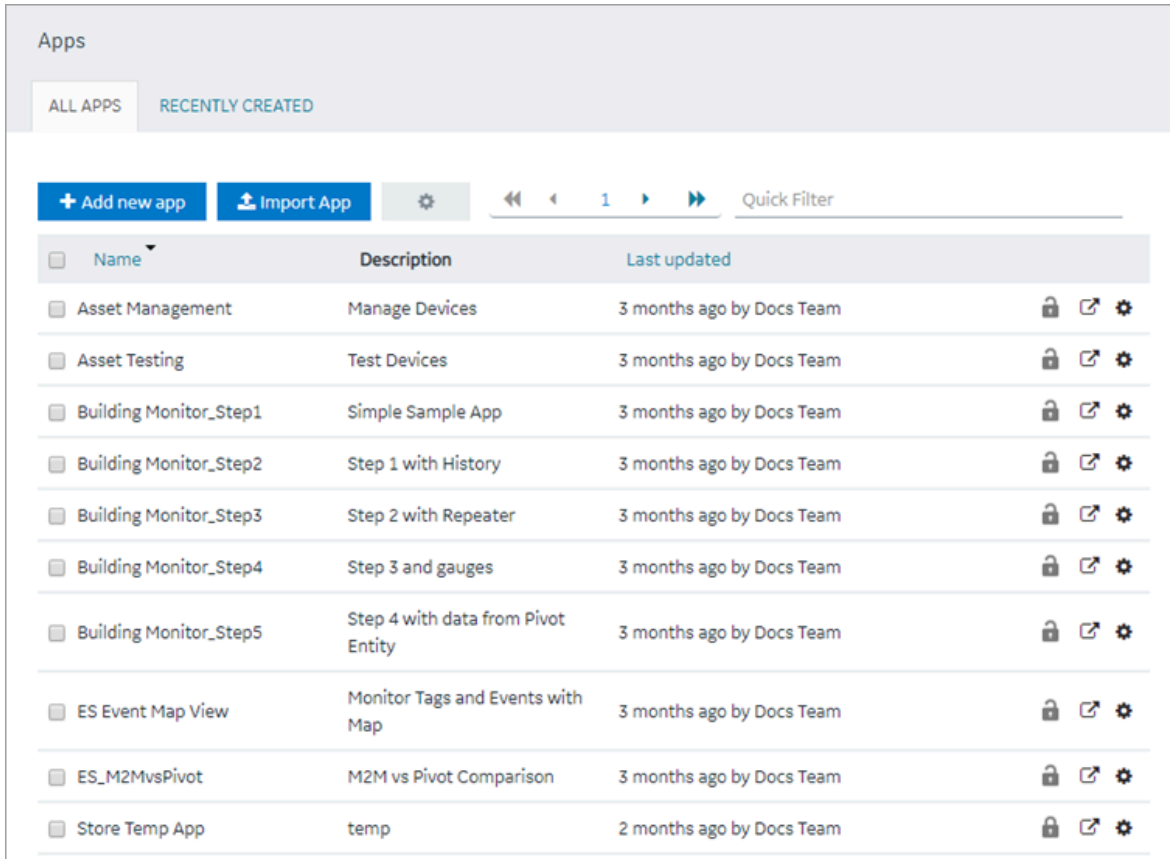 Apps
ALL APPS RECENTLY CREATED
Add new app Import App 1 Quick Filter
Name Description Last updated
Asset Management Manage Devices 3 months ago by Docs Team
Asset Testing Test Devices 3 months ago by Docs Team
Building Monitor_Step1 Simple Sample App 3 months ago by Docs Team
Building Monitor_Step2 Step 1 with History 3 months ago by Docs Team
Building Monitor_Step3 Step 2 with Repeater 3 months ago by Docs Team
Building Monitor_Step4 Step 3 and gauges 3 months ago by Docs Team
Building Monitor_Step5 Step 4 with data from Pivot Entity 3 months ago by Docs Team
ES Event Map View Monitor Tags and Events with Map 3 months ago by Docs Team
ES_M2MvsPivot M2M vs Pivot Comparison 3 months ago by Docs Team
Store Temp App temp 2 months ago by Docs Team